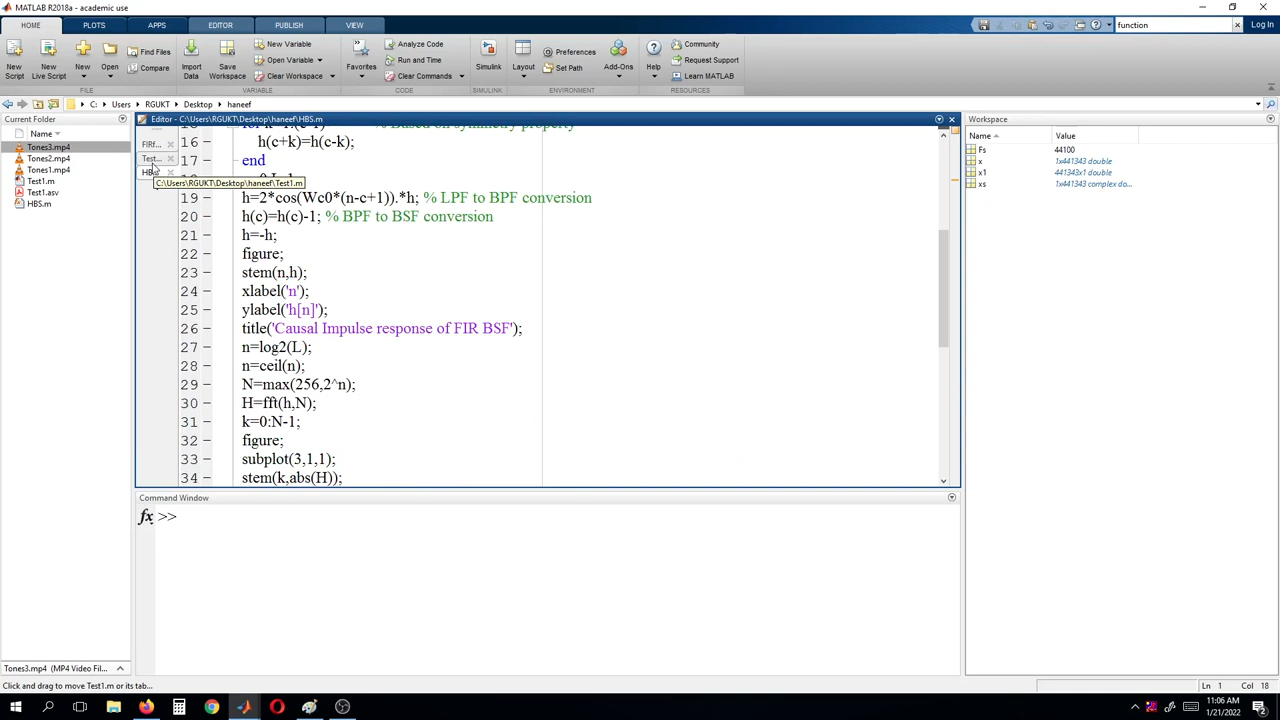 MATLAB R2018a - academic use
HOME PLOTS APPS EDITOR PUBLISH VIEW
function
Log In
New Script
New Live Script
New
Open
Find Files
Compare
Import Data
Save Workspace
New Variable
Open Variable
Clear Workspace
Favorites
Analyze Code
Run and Time
Clear Commands
Simulink
Layout
Preferences
Set Path
Add-Ons
Help
Community
Request Support
Learn MATLAB
FILE VARIABLE CODE SIMULINK ENVIRONMENT RESOURCES
C: Users RGUKT Desktop haneef
Current Folder
Name
Tones3.mp4
Tones2.mp4
Tones1.mp4
Test1.m
Test1.asv
HBS.m
Tones3.mp4 (MP4 Video Fil...
Editor - C:\Users\RGUKT\Desktop\haneef\HBS.m
FIRf...
Test...
C:\Users\RGUKT\Desktop\haneef\Test1.m
16 h(c+k)=h(c-k);
17 end
19 h=2*cos(Wc0*(n-c+1)).*h; % LPF to BPF conversion
20 h(c)=h(c)-1; % BPF to BSF conversion
21 h=-h;
22 figure;
23 stem(n,h);
24 xlabel('n');
25 ylabel('h[n]');
26 title('Causal Impulse response of FIR BSF');
27 n=log2(L);
28 n=ceil(n);
29 N=max(256,2^n);
30 H=fft(h,N);
31 k=0:N-1;
32 figure;
33 subplot(3,1,1);
34 stem(k,abs(H));
Command Window
fx >>
Workspace
Name Value
Fs 44100
x 1x441343 double
x1 441343x1 double
xs 1x441343 complex do...
Click and drag to move Test1.m or its tab...
Ln 1 Col 18
11:06 AM
1/21/2022
2